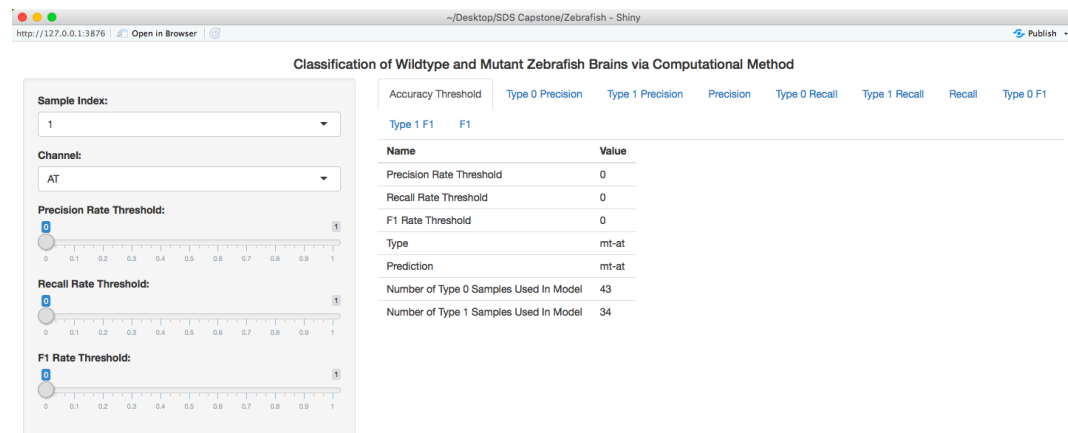 ~/Desktop/SDS Capstone/Zebrafish - Shiny
http://127.0.0.1:3876 Open in Browser Publish
Classification of Wildtype and Mutant Zebrafish Brains via Computational Method
Sample Index:
1
Channel:
AT
Precision Rate Threshold:
0 1
0 0.1 0.2 0.3 0.4 0.5 0.6 0.7 0.8 0.9 1
Recall Rate Threshold:
0 1
0 0.1 0.2 0.3 0.4 0.5 0.6 0.7 0.8 0.9 1
F1 Rate Threshold:
0 1
0 0.1 0.2 0.3 0.4 0.5 0.6 0.7 0.8 0.9 1
Accuracy Threshold Type 0 Precision Type 1 Precision Precision Type 0 Recall Type 1 Recall Recall Type 0 F1
Type 1 F1 F1
Name Value
Precision Rate Threshold 0
Recall Rate Threshold 0
F1 Rate Threshold 0
Type mt-at
Prediction mt-at
Number of Type 0 Samples Used In Model 43
Number of Type 1 Samples Used In Model 34